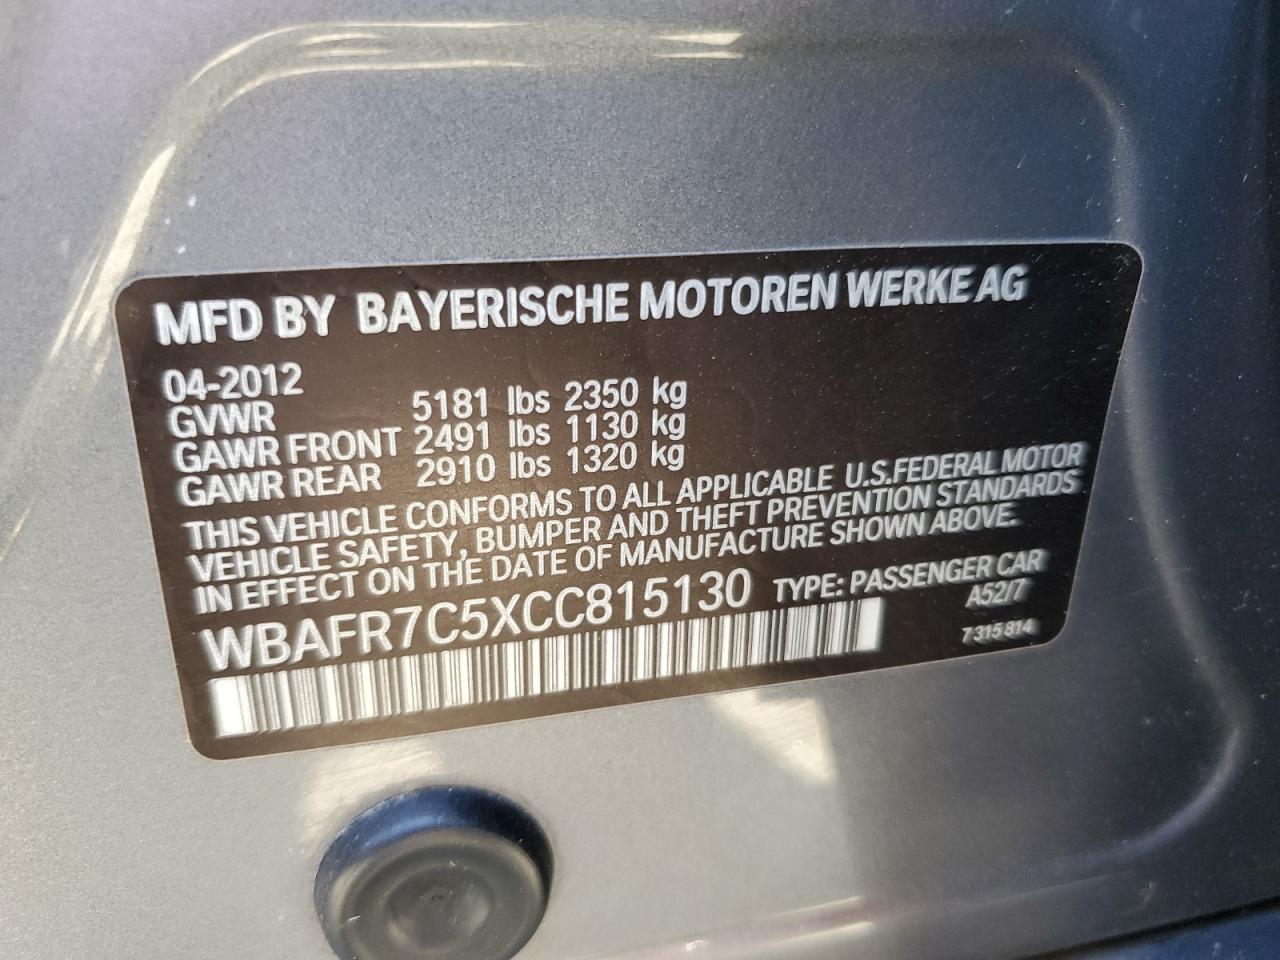 MFD BY BAYERISCHE MOTOREN WERKE AG
04-2012
GVWR 5181 lbs 2350 kg
GAWR FRONT 2491 lbs 1130 kg
GAWR REAR 2910 lbs 1320 kg
THIS VEHICLE CONFORMS TO ALL APPLICABLE U.S.FEDERAL MOTOR
VEHICLE SAFETY, BUMPER AND THEFT PREVENTION STANDARDS
IN EFFECT ON THE DATE OF MANUFACTURE SHOWN ABOVE.
WBAFR7C5XCC815130 TYPE: PASSENGER CAR
A52/7
7 315 814